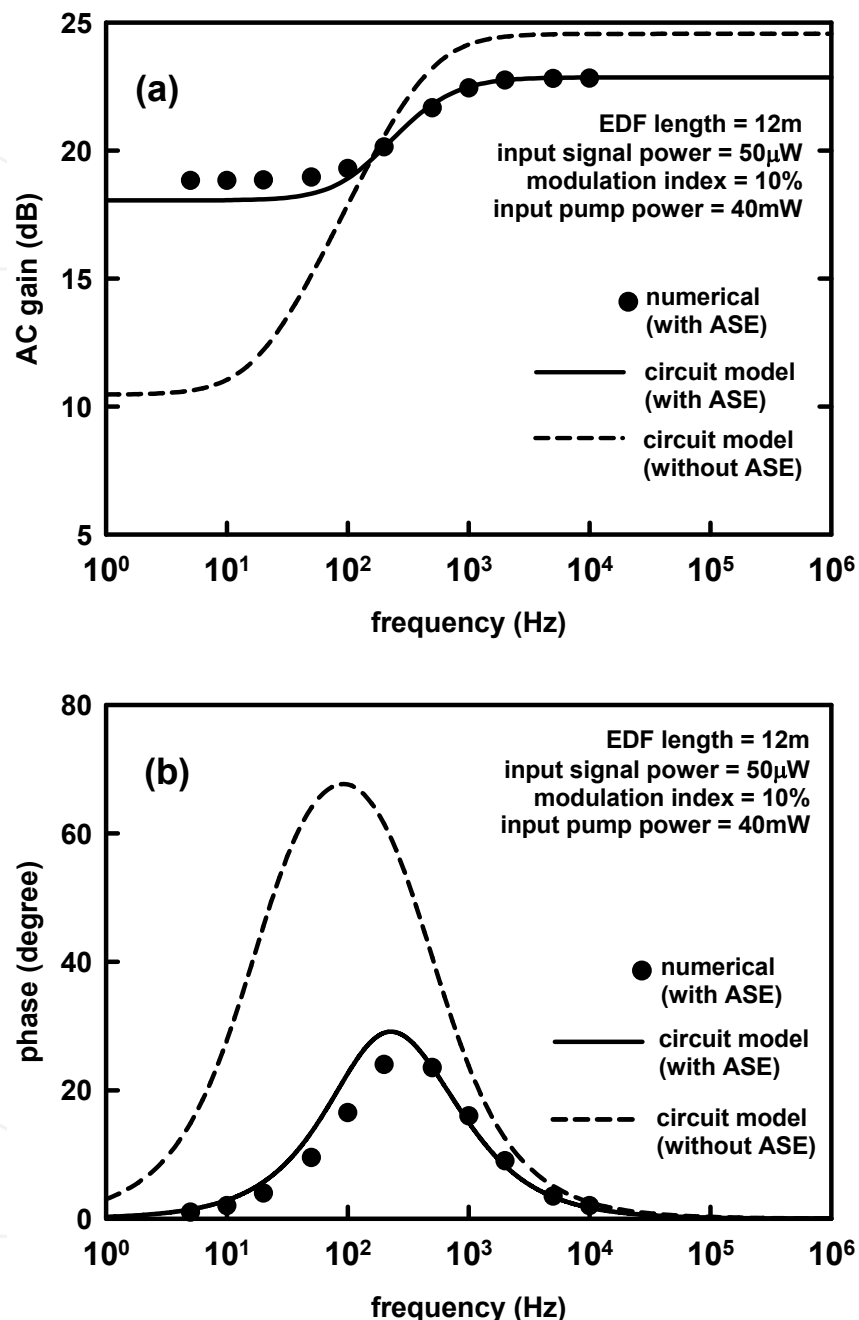 25
20
15
10
5
AC gain (dB)
(a)
EDF length = 12m
input signal power = 50μW
modulation index = 10%
input pump power = 40mW
numerical
(with ASE)
circuit model
(with ASE)
circuit model
(without ASE)
10⁰ 10¹ 10² 10³ 10⁴ 10⁵ 10⁶
frequency (Hz)
80
60
40
20
0
phase (degree)
(b)
EDF length = 12m
input signal power = 50μW
modulation index = 10%
input pump power = 40mW
numerical
(with ASE)
circuit model
(with ASE)
circuit model
(without ASE)
10⁰ 10¹ 10² 10³ 10⁴ 10⁵ 10⁶
frequency (Hz)